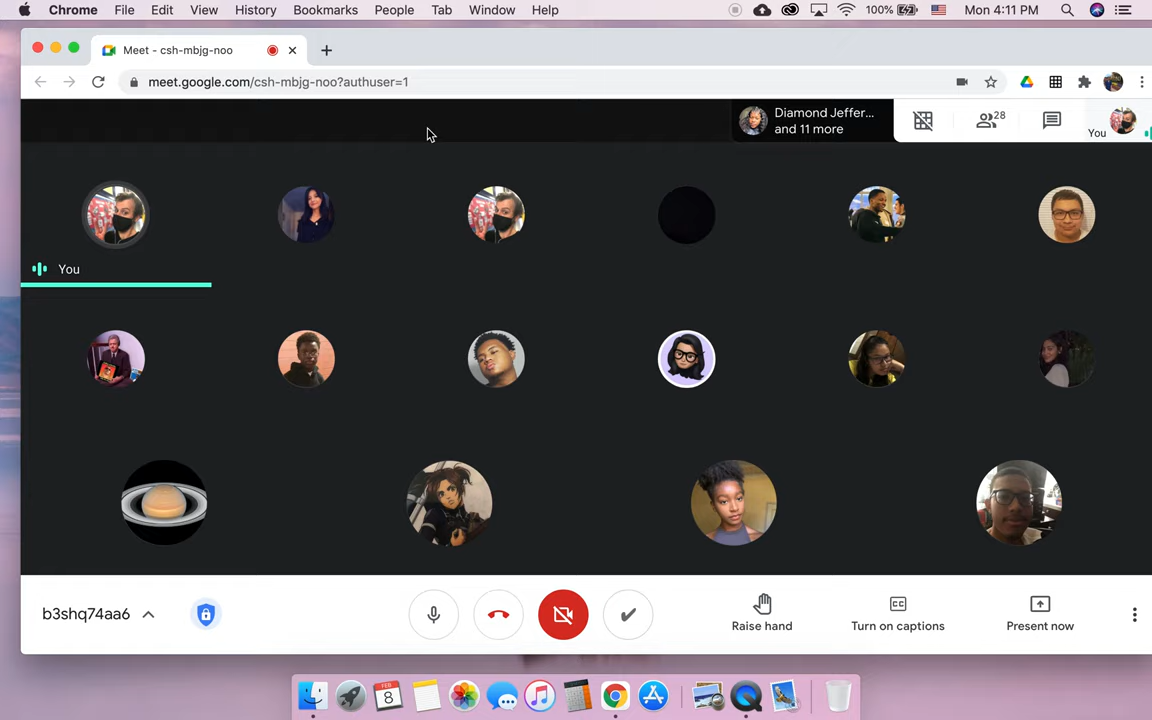 Chrome File Edit View History Bookmarks People Tab Window Help 100% Mon 4:11 PM
Meet - csh-mbjg-noo
meet.google.com/csh-mbjg-noo?authuser=1
Diamond Jeffer...
and 11 more
28
You
You
b3shq74aa6
Raise hand
Turn on captions
Present now
FEB
8